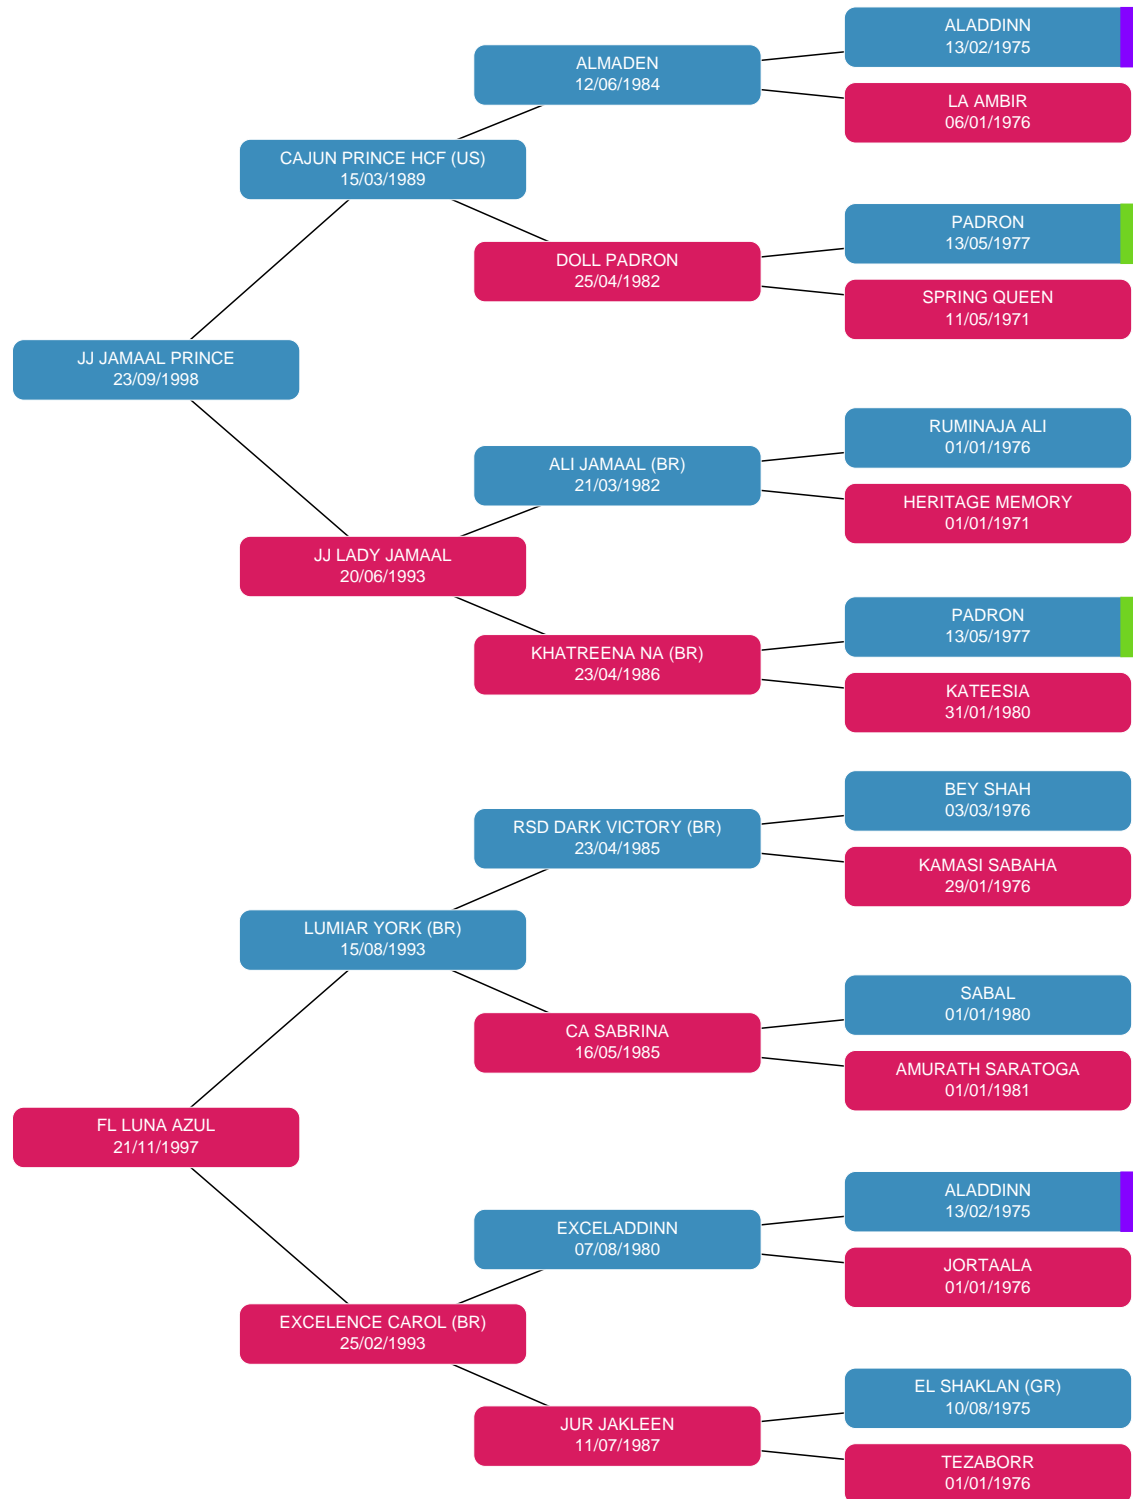 ALADDINN
13/02/1975
ALMADEN
12/06/1984
LA AMBIR
06/01/1976
CAJUN PRINCE HCF (US)
15/03/1989
PADRON
13/05/1977
DOLL PADRON
25/04/1982
SPRING QUEEN
11/05/1971
JJ JAMAAL PRINCE
23/09/1998
RUMINAJA ALI
01/01/1976
ALI JAMAAL (BR)
21/03/1982
HERITAGE MEMORY
01/01/1971
JJ LADY JAMAAL
20/06/1993
PADRON
13/05/1977
KHATREENA NA (BR)
23/04/1986
KATEESIA
31/01/1980
BEY SHAH
03/03/1976
RSD DARK VICTORY (BR)
23/04/1985
KAMASI SABAHA
29/01/1976
LUMIAR YORK (BR)
15/08/1993
SABAL
01/01/1980
CA SABRINA
16/05/1985
AMURATH SARATOGA
01/01/1981
FL LUNA AZUL
21/11/1997
ALADDINN
13/02/1975
EXCELADDINN
07/08/1980
JORTAALA
01/01/1976
EXCELENCE CAROL (BR)
25/02/1993
EL SHAKLAN (GR)
10/08/1975
JUR JAKLEEN
11/07/1987
TEZABORR
01/01/1976